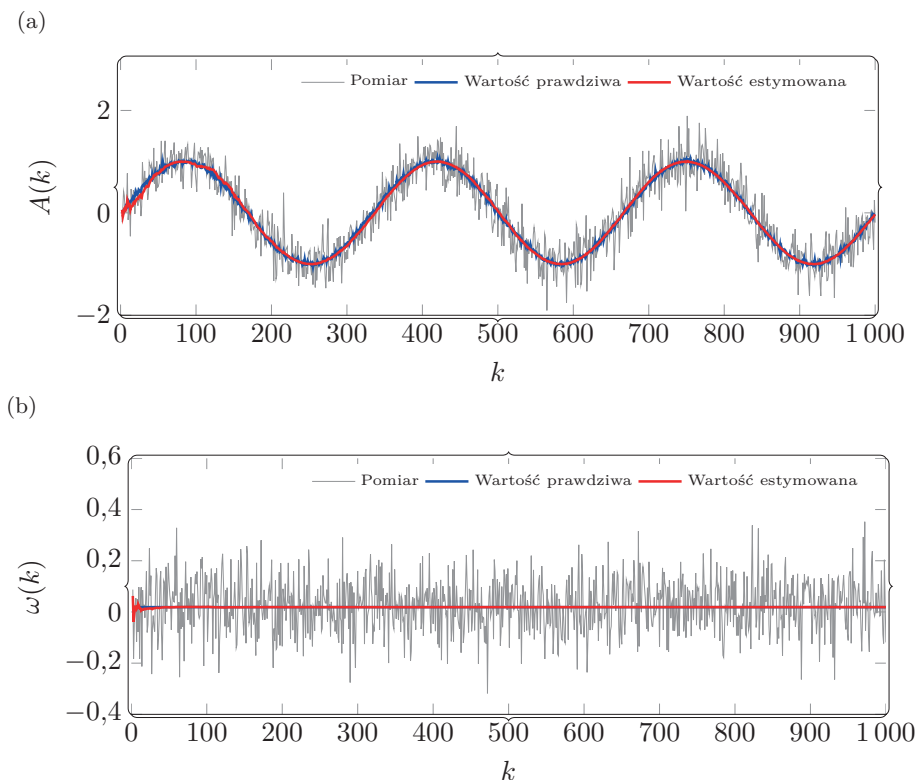 (a)
Pomiar Wartość prawdziwa Wartość estymowana
2
0
−2
A(k)
0 100 200 300 400 500 600 700 800 900 1 000
k
(b)
0,6
Pomiar Wartość prawdziwa Wartość estymowana
0,4
0,2
0
−0,2
−0,4
ω(k)
0 100 200 300 400 500 600 700 800 900 1 000
k